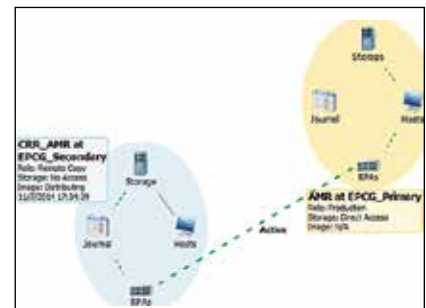 Storage
Journal
Hosts
RPAs
AMR at EPCG_Primary
Role: Production
Storage: Direct Access
Image: N/A
CRR_AMR at
EPCG_Secondary
Role: Remote Copy
Storage: No Access
Image: Distributing
Storage
Journal
Hosts
RPAs
Active